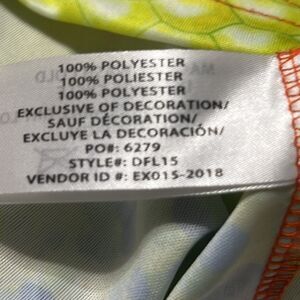 100% POLYESTER
100% POLIESTER
100% POLYESTER
EXCLUSIVE OF DECORATION/
SAUF DÉCORATION/
EXCLUYE LA DECORACIÓN/
PO#: 6279
STYLE#: DFL15
VENDOR ID #: EX015-2018